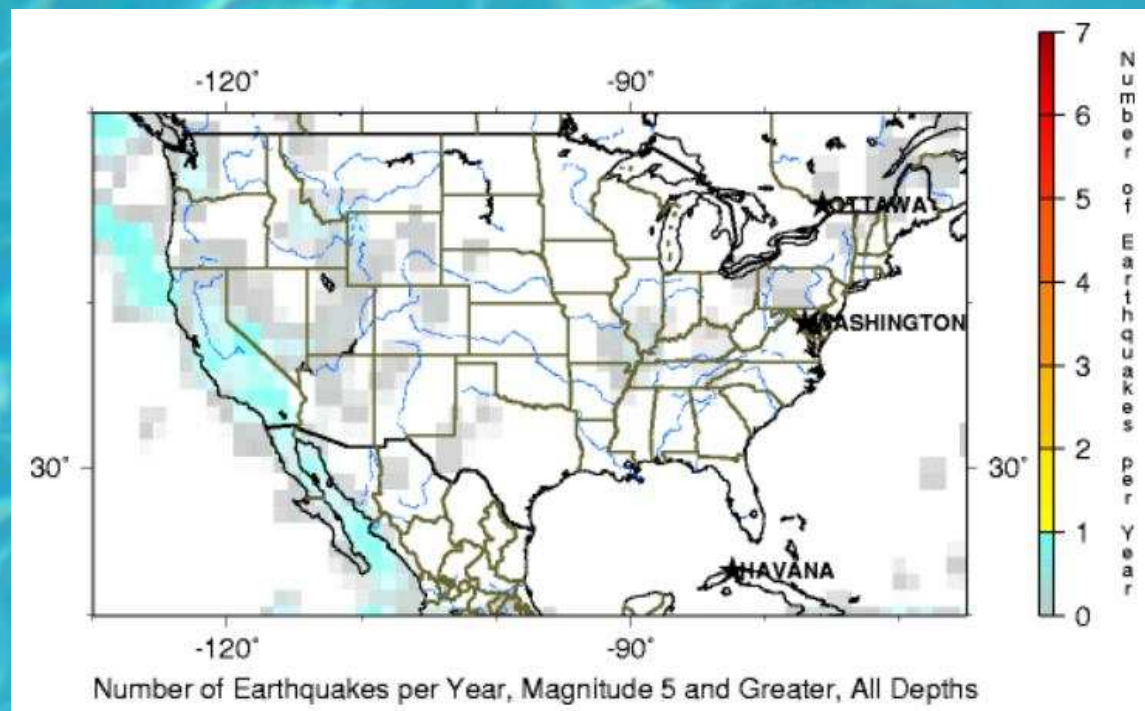 -120° -90°
7
6
5
4
3
2
1
0
Number of Earthquakes per Year
OTTAWA
WASHINGTON
30° 30°
HAVANA
-120° -90°
Number of Earthquakes per Year, Magnitude 5 and Greater, All Depths